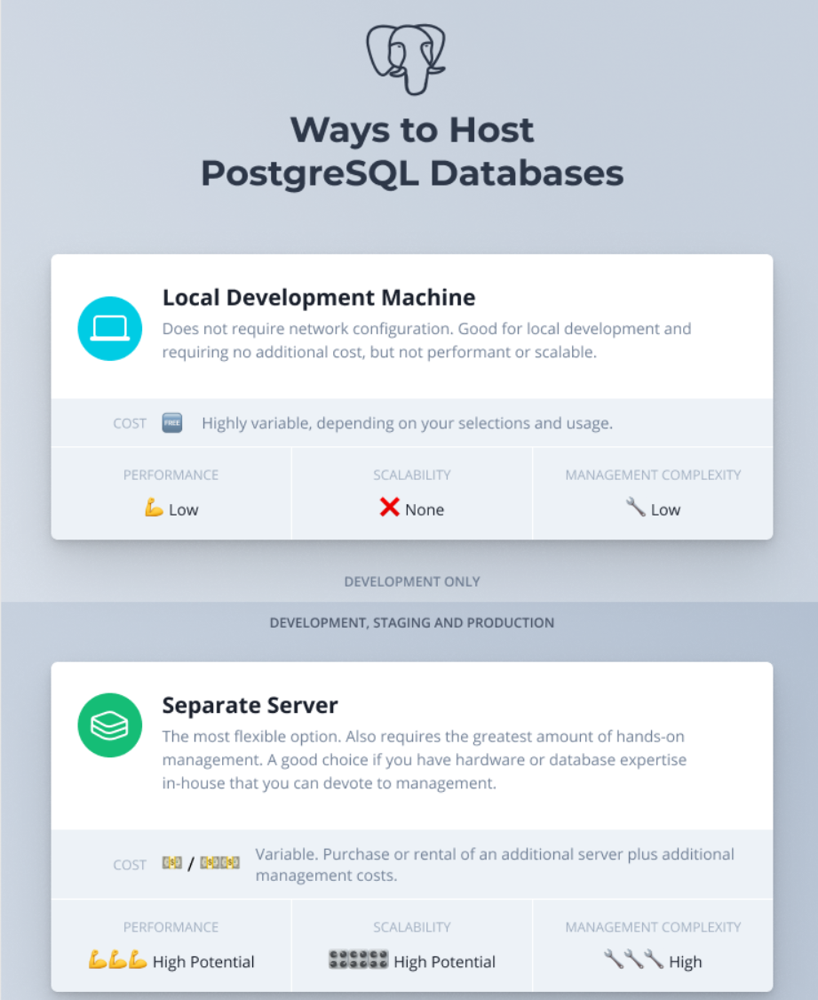 Ways to Host
PostgreSQL Databases
Local Development Machine
Does not require network configuration. Good for local development and
requiring no additional cost, but not performant or scalable.
COST FREE Highly variable, depending on your selections and usage.
PERFORMANCE SCALABILITY MANAGEMENT COMPLEXITY
💪 Low ❌ None 🔧 Low
DEVELOPMENT ONLY
DEVELOPMENT, STAGING AND PRODUCTION
Separate Server
The most flexible option. Also requires the greatest amount of hands-on
management. A good choice if you have hardware or database expertise
in-house that you can devote to management.
COST 💵 / 💵💵 Variable. Purchase or rental of an additional server plus additional
management costs.
PERFORMANCE SCALABILITY MANAGEMENT COMPLEXITY
💪💪💪 High Potential 🎛🎛🎛 High Potential 🔧🔧🔧 High